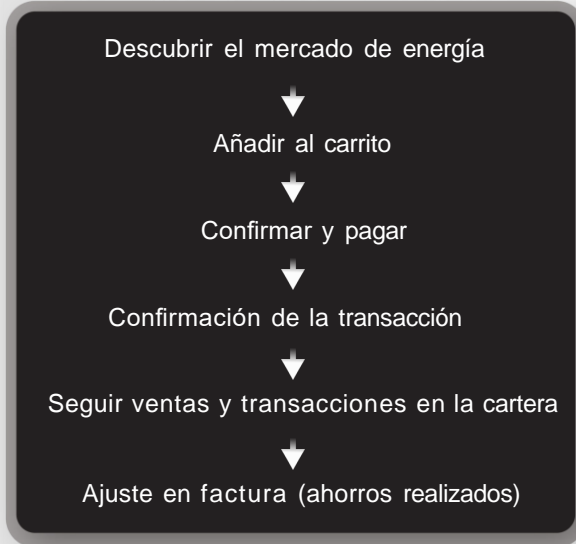 Descubrir el mercado de energía
Añadir al carrito
Confirmar y pagar
Confirmación de la transacción
Seguir ventas y transacciones en la cartera
Ajuste en factura (ahorros realizados)